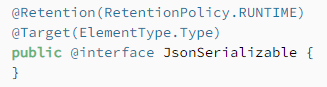 @Retention(RetentionPolicy.RUNTIME)
@Target(ElementType.Type)
public @interface JsonSerializable {
}